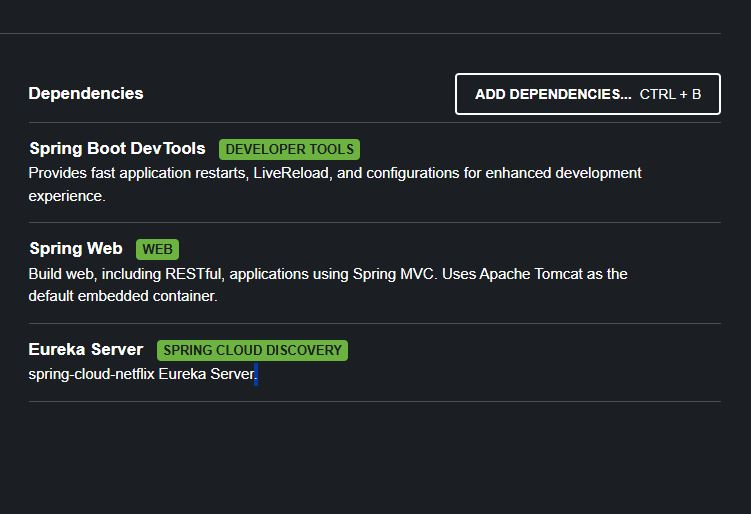 Dependencies
ADD DEPENDENCIES... CTRL + B
Spring Boot DevTools DEVELOPER TOOLS
Provides fast application restarts, LiveReload, and configurations for enhanced development
experience.
Spring Web WEB
Build web, including RESTful, applications using Spring MVC. Uses Apache Tomcat as the
default embedded container.
Eureka Server SPRING CLOUD DISCOVERY
spring-cloud-netflix Eureka Server.